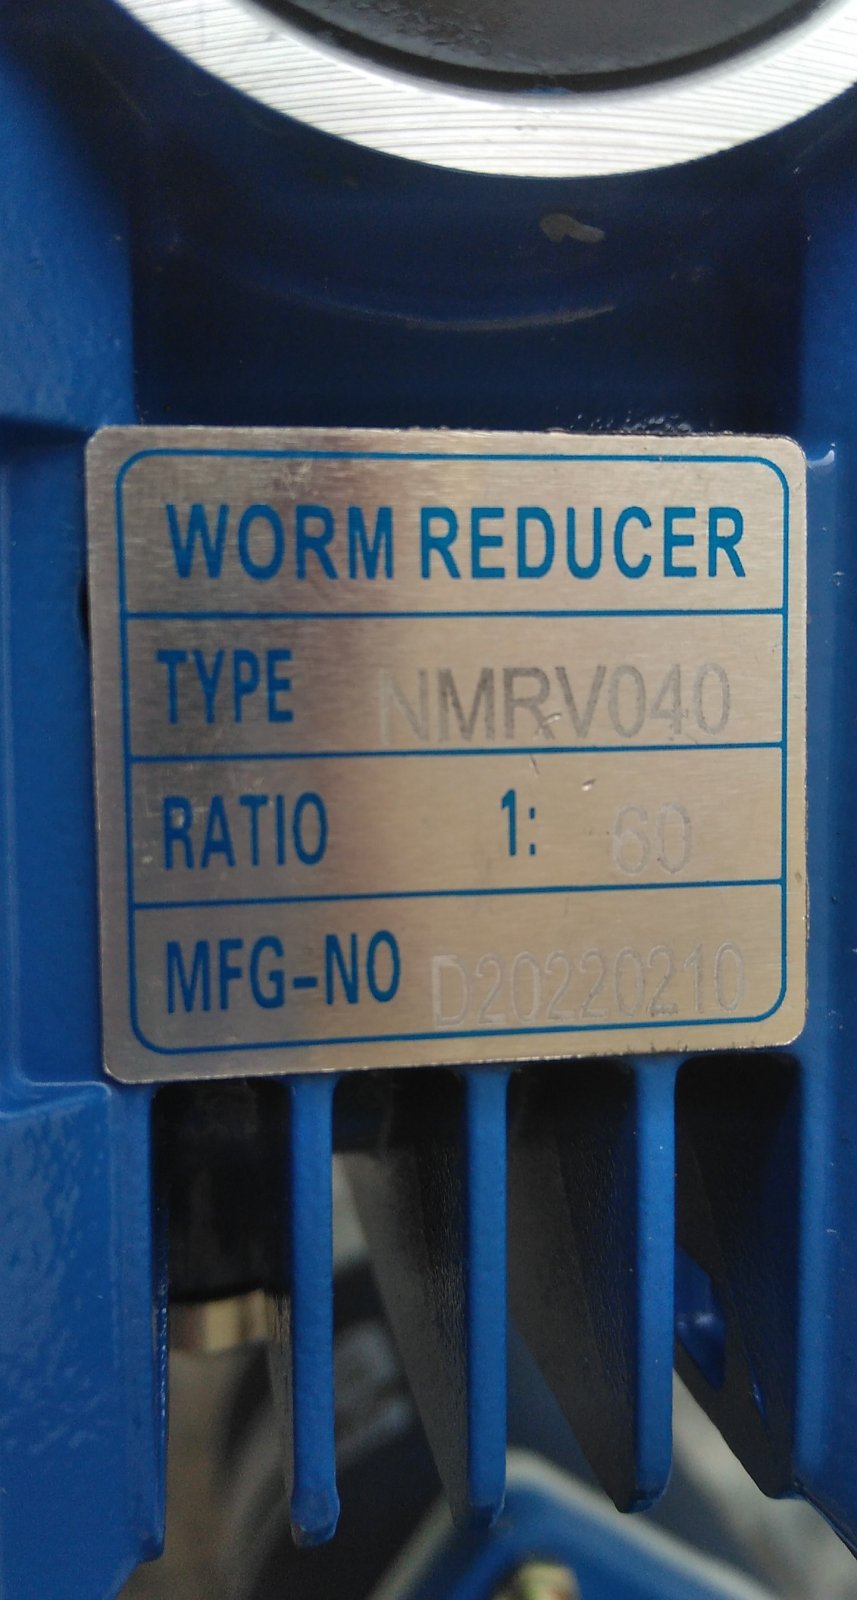 WORM REDUCER
TYPE NMRV040
RATIO 1: 60
MFG-NO D20220210